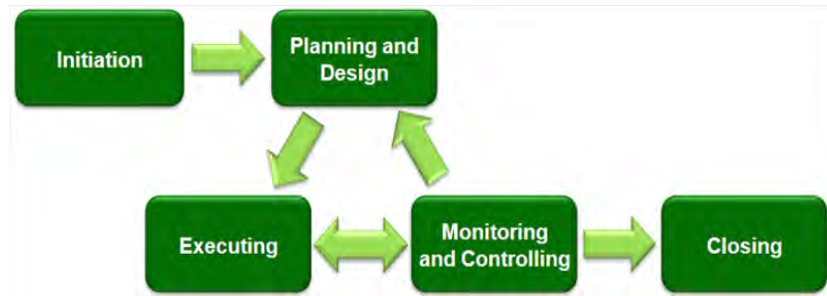 Initiation
Planning and
Design
Executing
Monitoring
and Controlling
Closing